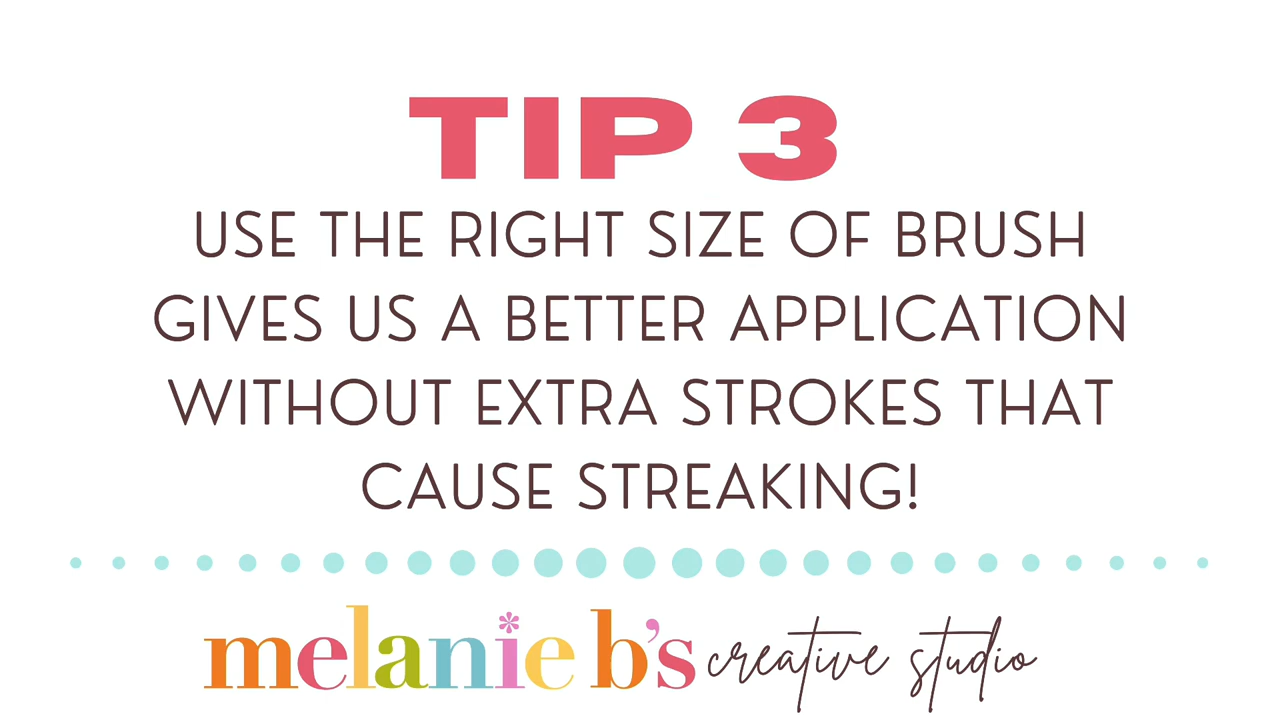 TIP 3
USE THE RIGHT SIZE OF BRUSH
GIVES US A BETTER APPLICATION
WITHOUT EXTRA STROKES THAT
CAUSE STREAKING!
melanie b's creative studio